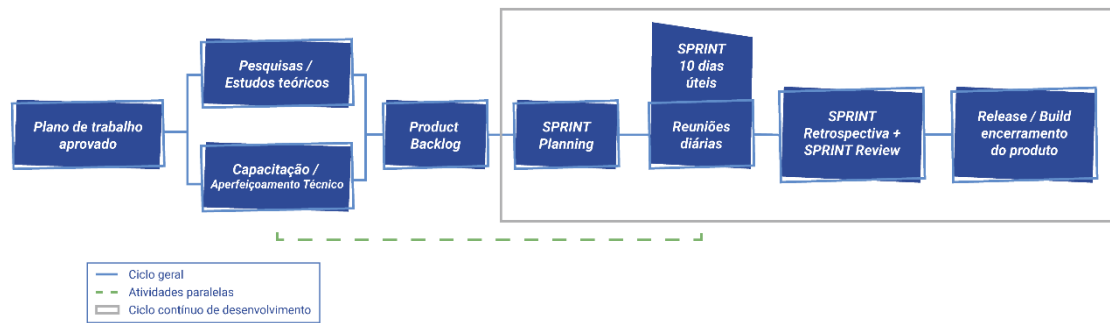 Plano de trabalho
aprovado
Pesquisas /
Estudos teóricos
Capacitação /
Aperfeiçoamento Técnico
Product
Backlog
SPRINT
Planning
SPRINT
10 dias
úteis
Reuniões
diárias
SPRINT
Retrospectiva +
SPRINT Review
Release / Build
encerramento
do produto
Ciclo geral
Atividades paralelas
Ciclo contínuo de desenvolvimento